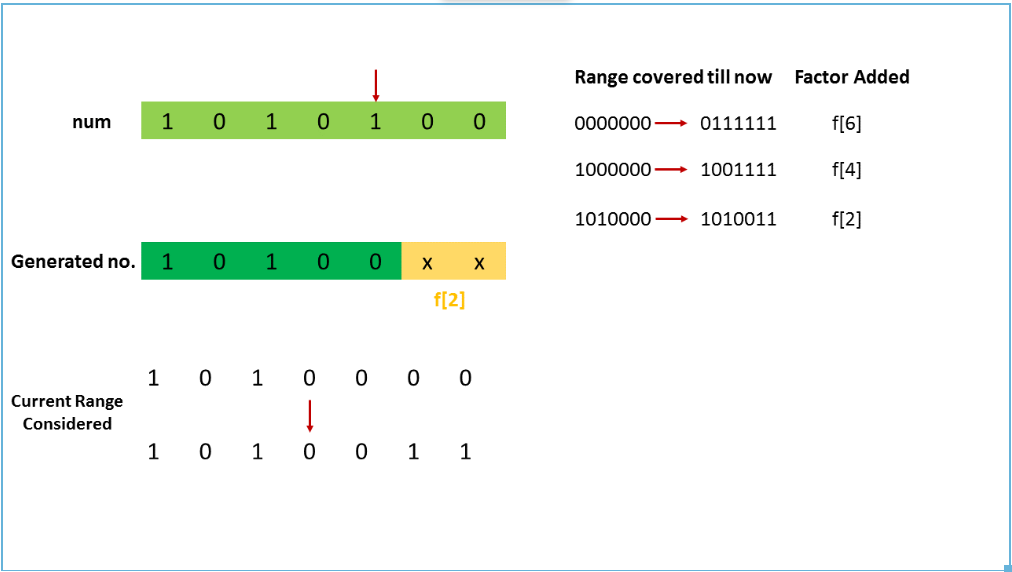 Range covered till now Factor Added
num 1 0 1 0 1 0 0
0000000 0111111 f[6]
1000000 1001111 f[4]
1010000 1010011 f[2]
Generated no. 1 0 1 0 0 x x
f[2]
1 0 1 0 0 0 0
Current Range
Considered
1 0 1 0 0 1 1